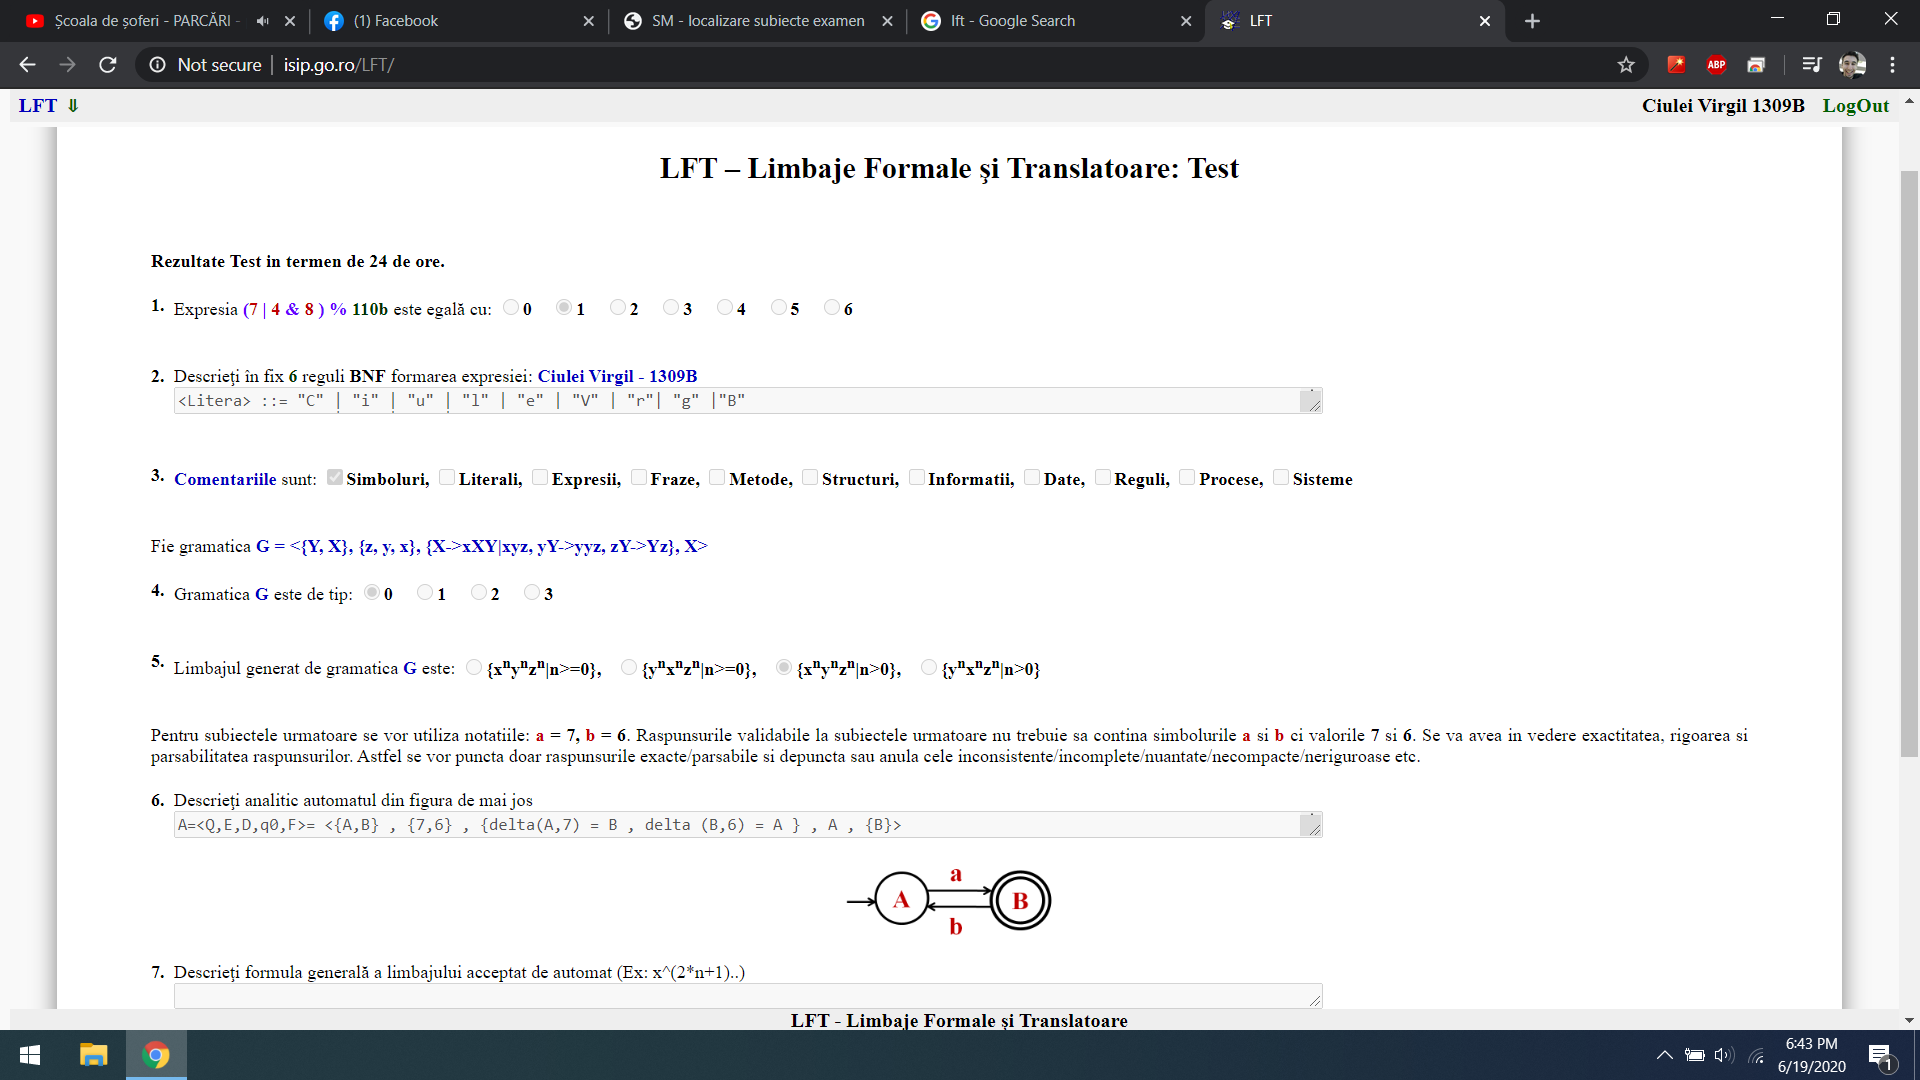 Școala de șoferi - PARCĂRI -
(1) Facebook
SM - localizare subiecte examen
lft - Google Search
LFT
Not secure | isip.go.ro/LFT/
ABP
LFT ⇓
Ciulei Virgil 1309B LogOut
LFT – Limbaje Formale şi Translatoare: Test
Rezultate Test in termen de 24 de ore.
1. Expresia (7 | 4 & 8 ) % 110b este egală cu: 0 1 2 3 4 5 6
2. Descrieţi în fix 6 reguli BNF formarea expresiei: Ciulei Virgil - 1309B
<Litera> ::= "C" | "i" | "u" | "l" | "e" | "V" | "r"| "g" |"B"
3. Comentariile sunt: Simboluri, Literali, Expresii, Fraze, Metode, Structuri, Informatii, Date, Reguli, Procese, Sisteme
Fie gramatica G = <{Y, X}, {z, y, x}, {X->xXY|xyz, yY->yyz, zY->Yz}, X>
4. Gramatica G este de tip: 0 1 2 3
5. Limbajul generat de gramatica G este: {xⁿyⁿzⁿ|n>=0}, {yⁿxⁿzⁿ|n>=0}, {xⁿyⁿzⁿ|n>0}, {yⁿxⁿzⁿ|n>0}
Pentru subiectele urmatoare se vor utiliza notatiile: a = 7, b = 6. Raspunsurile validabile la subiectele urmatoare nu trebuie sa contina simbolurile a si b ci valorile 7 si 6. Se va avea in vedere exactitatea, rigoarea si
parsabilitatea raspunsurilor. Astfel se vor puncta doar raspunsurile exacte/parsabile si depuncta sau anula cele inconsistente/incomplete/nuantate/necompacte/neriguroase etc.
6. Descrieţi analitic automatul din figura de mai jos
A=<Q,E,D,q0,F>= <{A,B} , {7,6} , {delta(A,7) = B , delta (B,6) = A } , A , {B}>
a
A B
b
7. Descrieţi formula generală a limbajului acceptat de automat (Ex: x^(2*n+1)..)
LFT - Limbaje Formale şi Translatoare
6:43 PM
6/19/2020
1